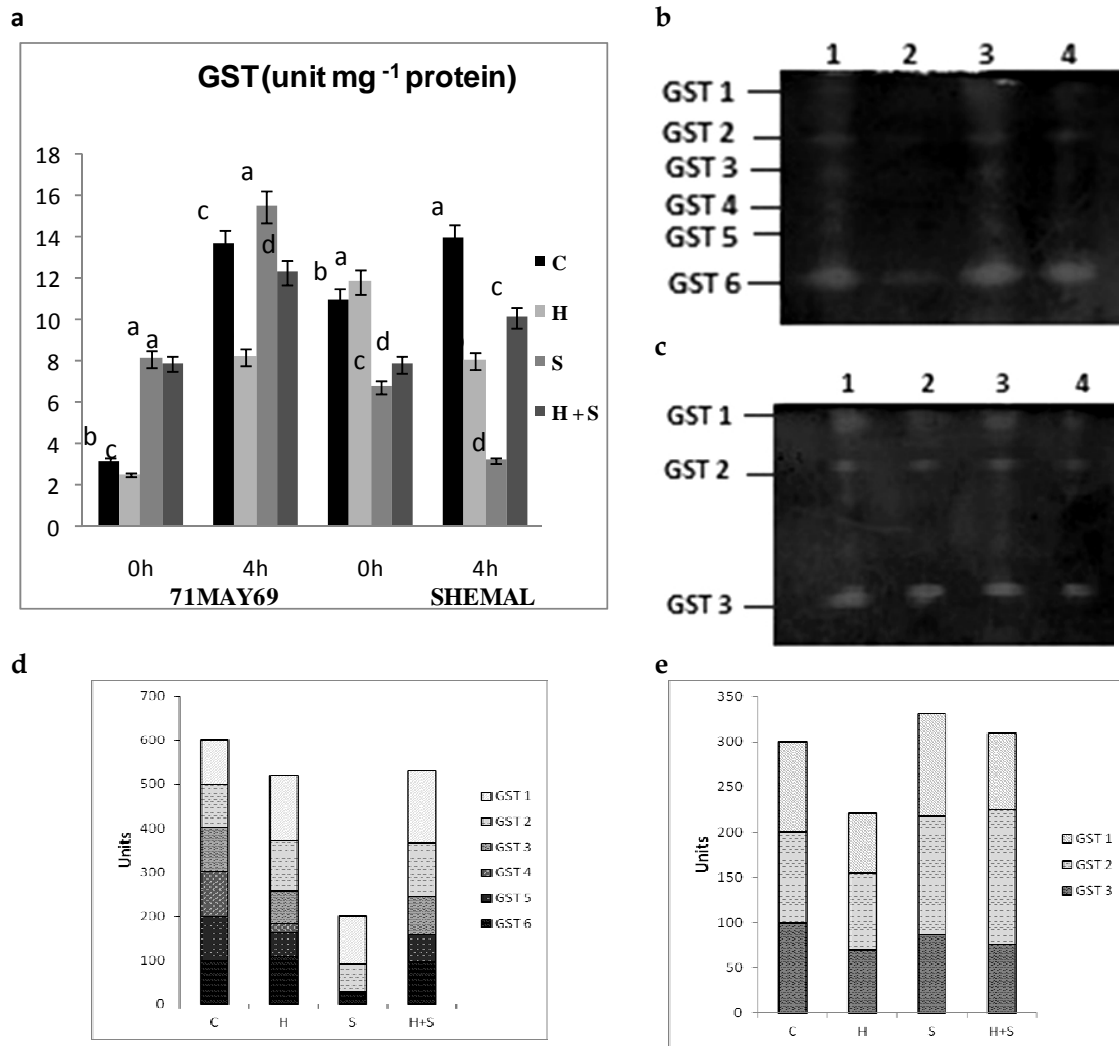 a
GST(unit mg -1 protein)
18
16
14
12
10
8
6
4
2
0
b
c
a
a
c
a
d
b
a
c
d
a
d
c
C
H
S
H + S
0h
4h
0h
4h
71MAY69
SHEMAL
b
1 2 3 4
GST 1
GST 2
GST 3
GST 4
GST 5
GST 6
c
1 2 3 4
GST 1
GST 2
GST 3
d
700
600
500
400
300
200
100
0
Units
C H S H+S
GST 1
GST 2
GST 3
GST 4
GST 5
GST 6
e
350
300
250
200
150
100
50
0
Units
C H S H+S
GST 1
GST 2
GST 3